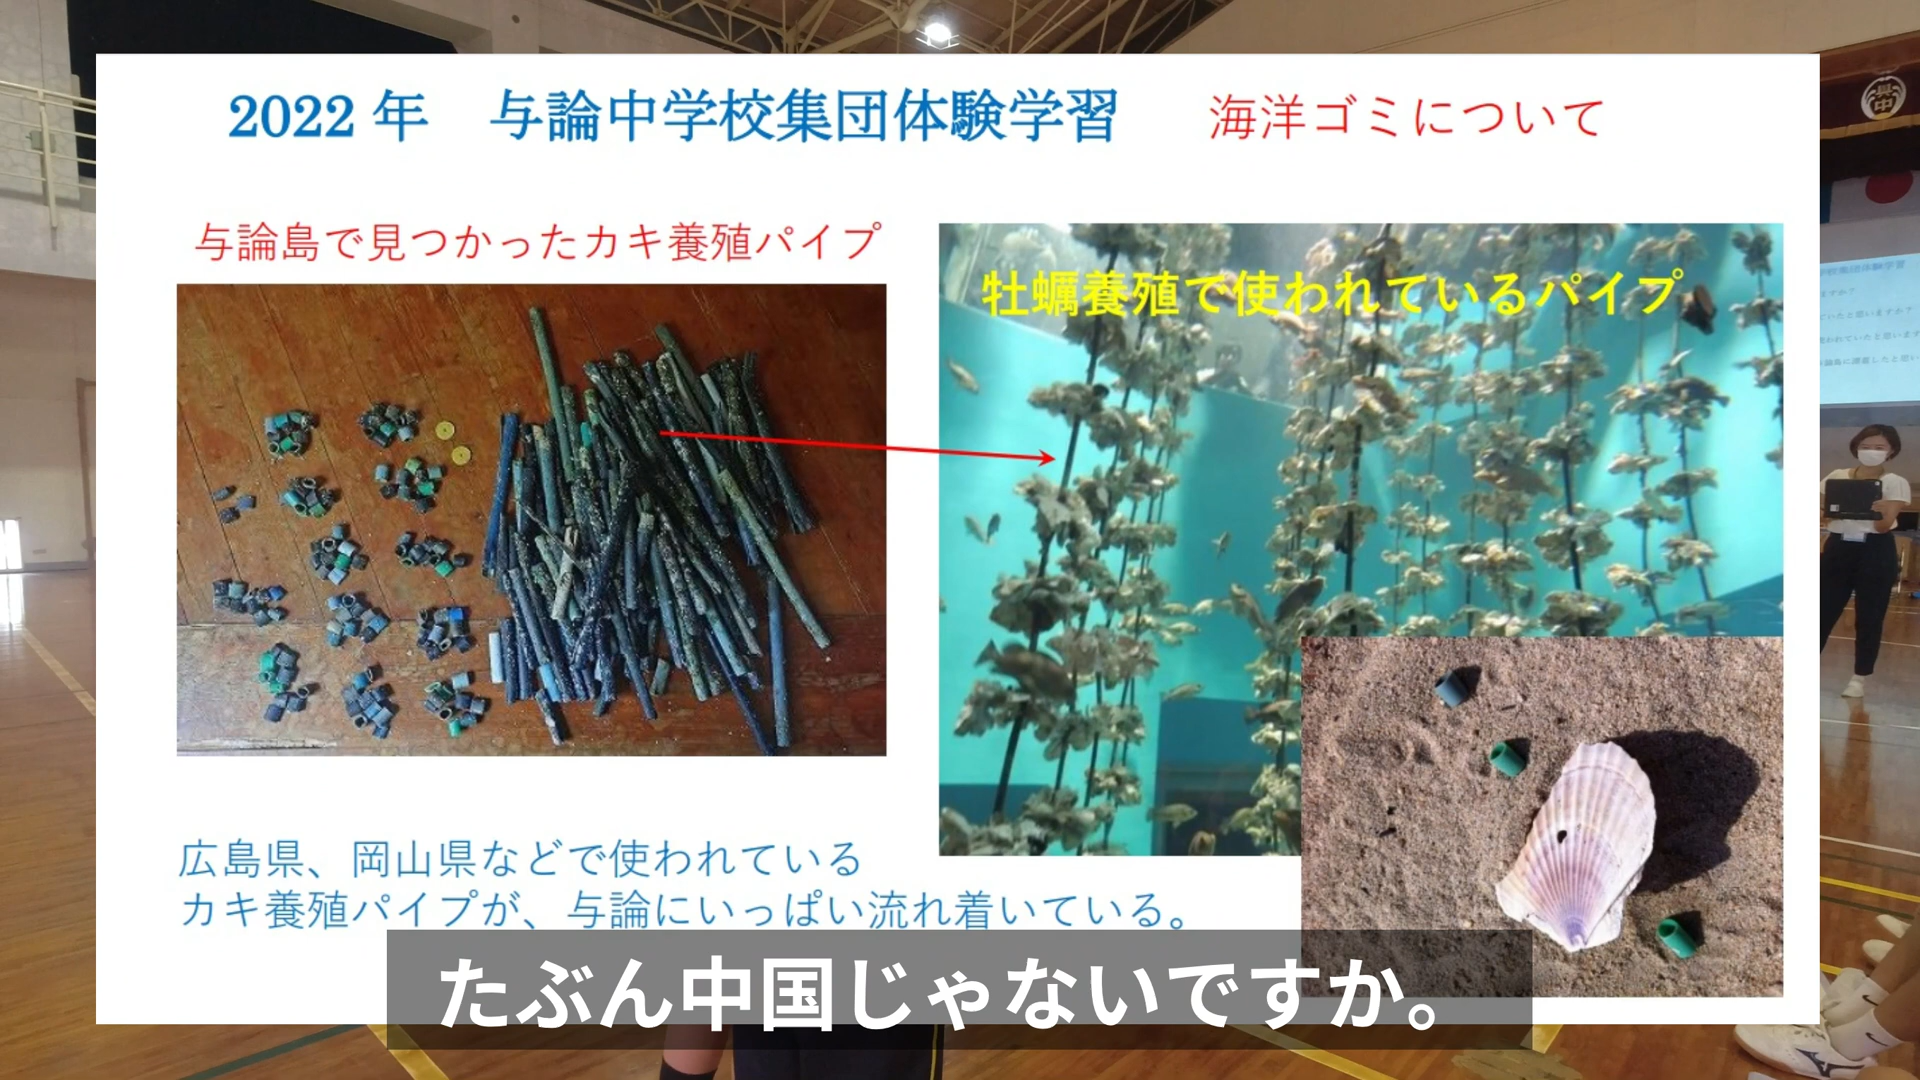 2022年 与論中学校集団体験学習 海洋ゴミについて
与論島で見つかったカキ養殖パイプ
牡蠣養殖で使われているパイプ
広島県、岡山県などで使われている
カキ養殖パイプが、与論にいっぱい流れ着いている。
たぶん中国じゃないですか。